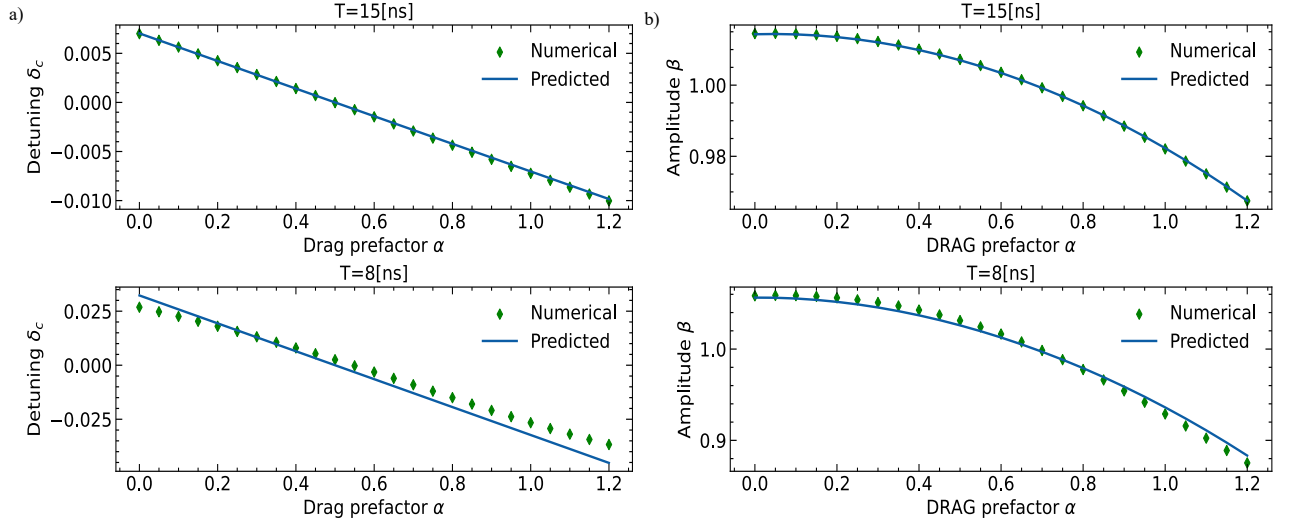 a)
T=15[ns]
Detuning δc
0.005
0.000
−0.005
−0.010
Numerical
Predicted
0.0 0.2 0.4 0.6 0.8 1.0 1.2
Drag prefactor α
T=8[ns]
Detuning δc
0.025
0.000
−0.025
Numerical
Predicted
0.0 0.2 0.4 0.6 0.8 1.0 1.2
Drag prefactor α
b)
T=15[ns]
Amplitude β
1.00
0.98
Numerical
Predicted
0.0 0.2 0.4 0.6 0.8 1.0 1.2
DRAG prefactor α
T=8[ns]
Amplitude β
1.0
0.9
Numerical
Predicted
0.0 0.2 0.4 0.6 0.8 1.0 1.2
DRAG prefactor α